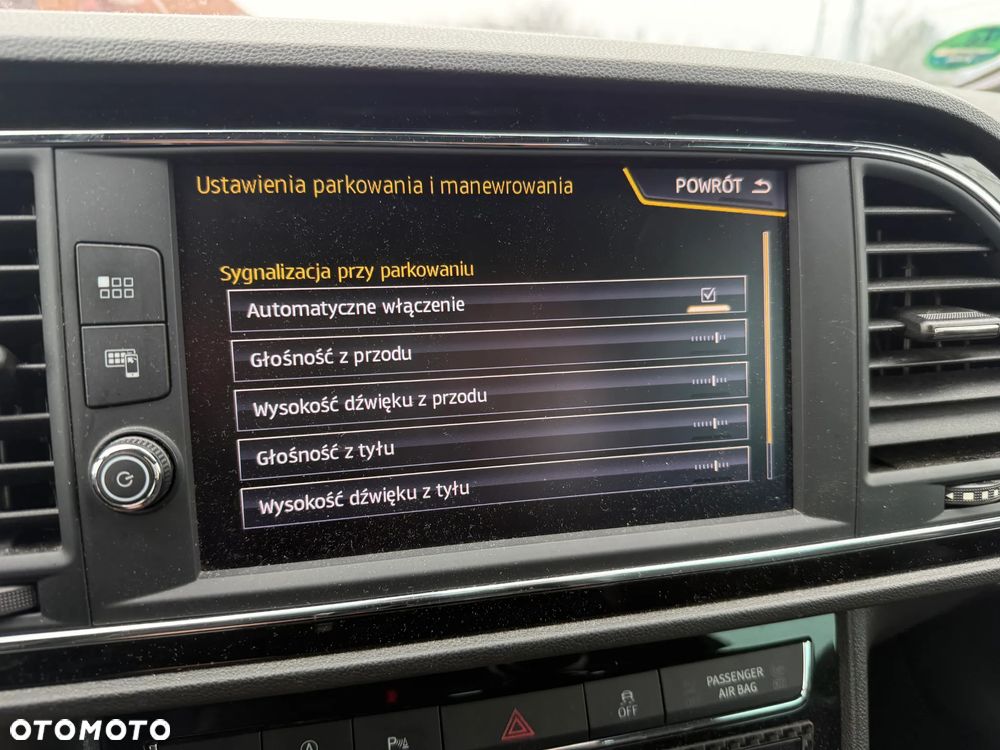 Ustawienia parkowania i manewrowania
POWRÓT
Sygnalizacja przy parkowaniu
Automatyczne włączenie
Głośność z przodu
Wysokość dźwięku z przodu
Głośność z tyłu
Wysokość dźwięku z tyłu
PASSENGER
AIR BAG
OFF
OTOMOTO